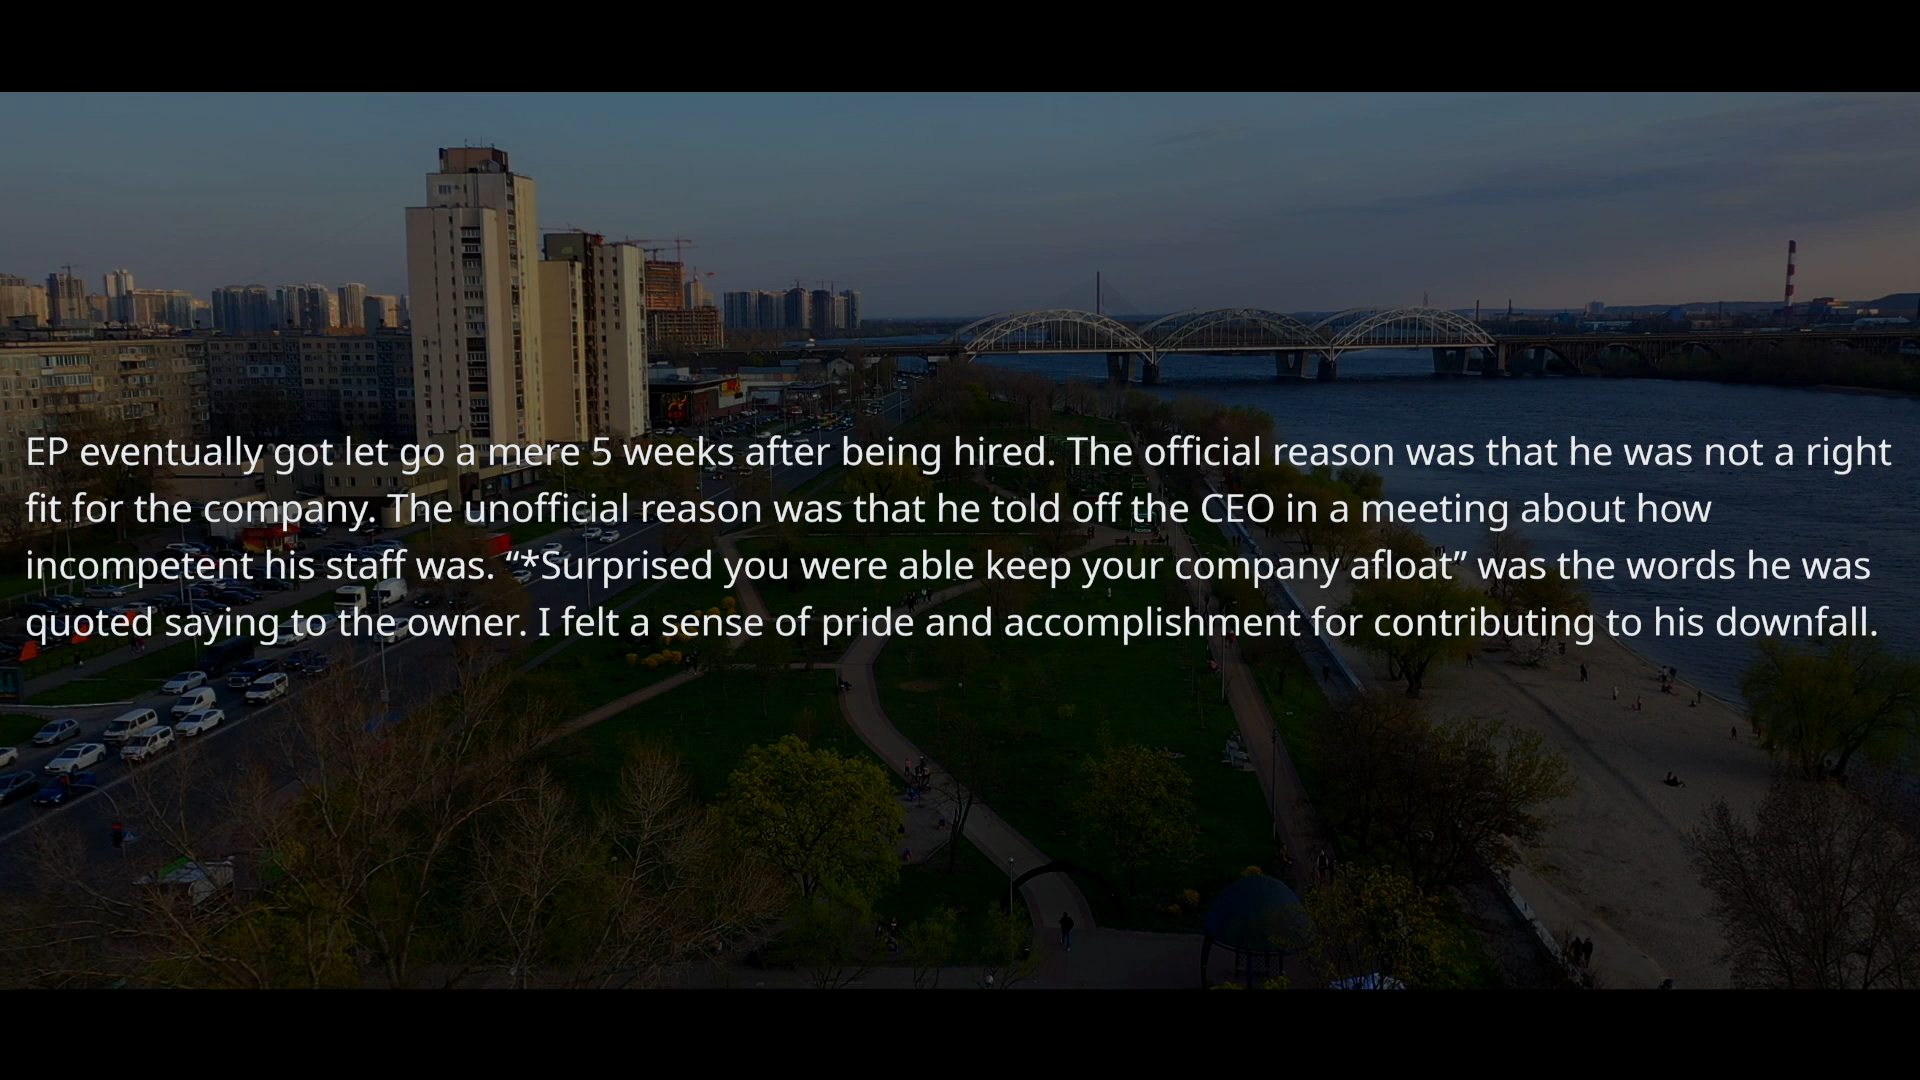 EP eventually got let go a mere 5 weeks after being hired. The official reason was that he was not a right
fit for the company. The unofficial reason was that he told off the CEO in a meeting about how
incompetent his staff was. “*Surprised you were able keep your company afloat” was the words he was
quoted saying to the owner. I felt a sense of pride and accomplishment for contributing to his downfall.